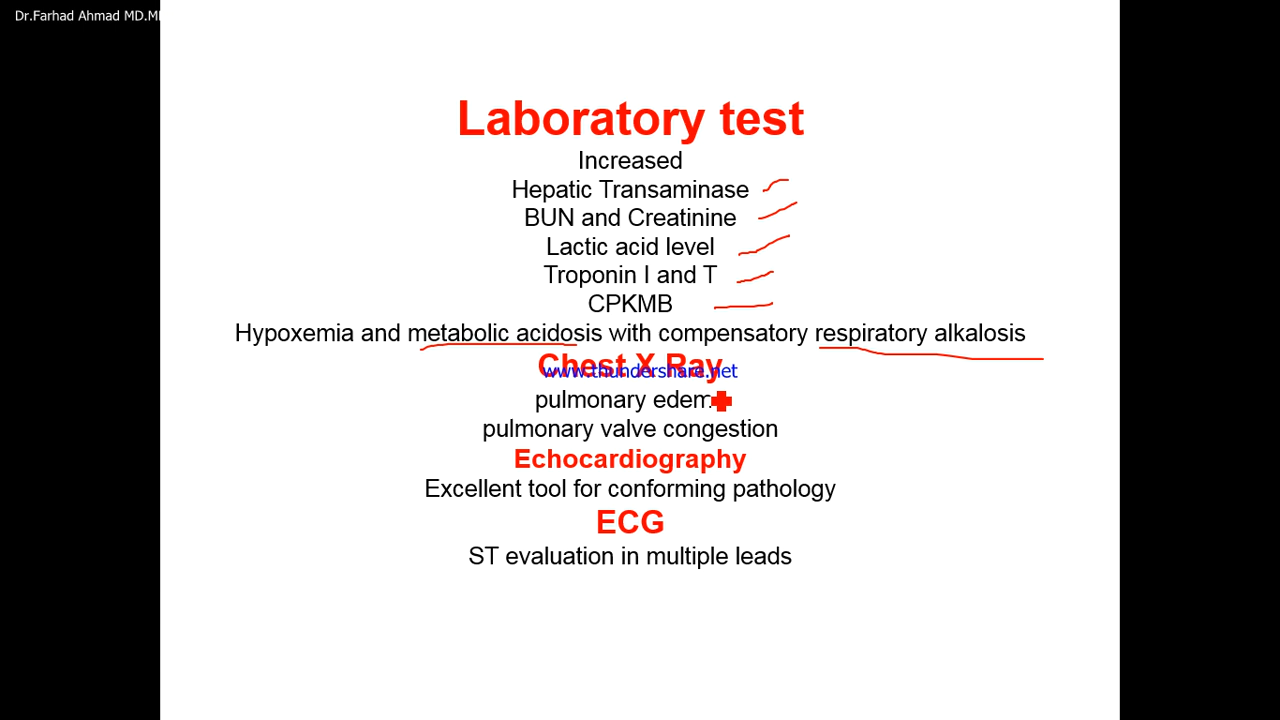 Dr.Farhad Ahmad MD.
Laboratory test
Increased
Hepatic Transaminase
BUN and Creatinine
Lactic acid level
Troponin I and T
CPKMB
Hypoxemia and metabolic acidosis with compensatory respiratory alkalosis
Chest X Ray
www.thundershare.net
pulmonary edem
pulmonary valve congestion
Echocardiography
Excellent tool for conforming pathology
ECG
ST evaluation in multiple leads